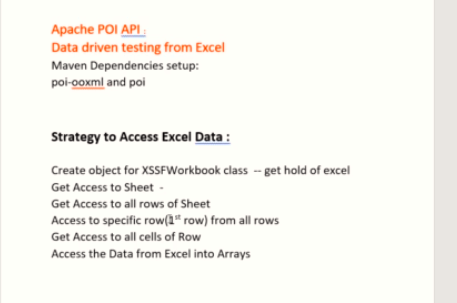 Apache POI API :
Data driven testing from Excel
Maven Dependencies setup:
poi-ooxml and poi
Strategy to Access Excel Data :
Create object for XSSFWorkbook class -- get hold of excel
Get Access to Sheet -
Get Access to all rows of Sheet
Access to specific row(1st row) from all rows
Get Access to all cells of Row
Access the Data from Excel into Arrays